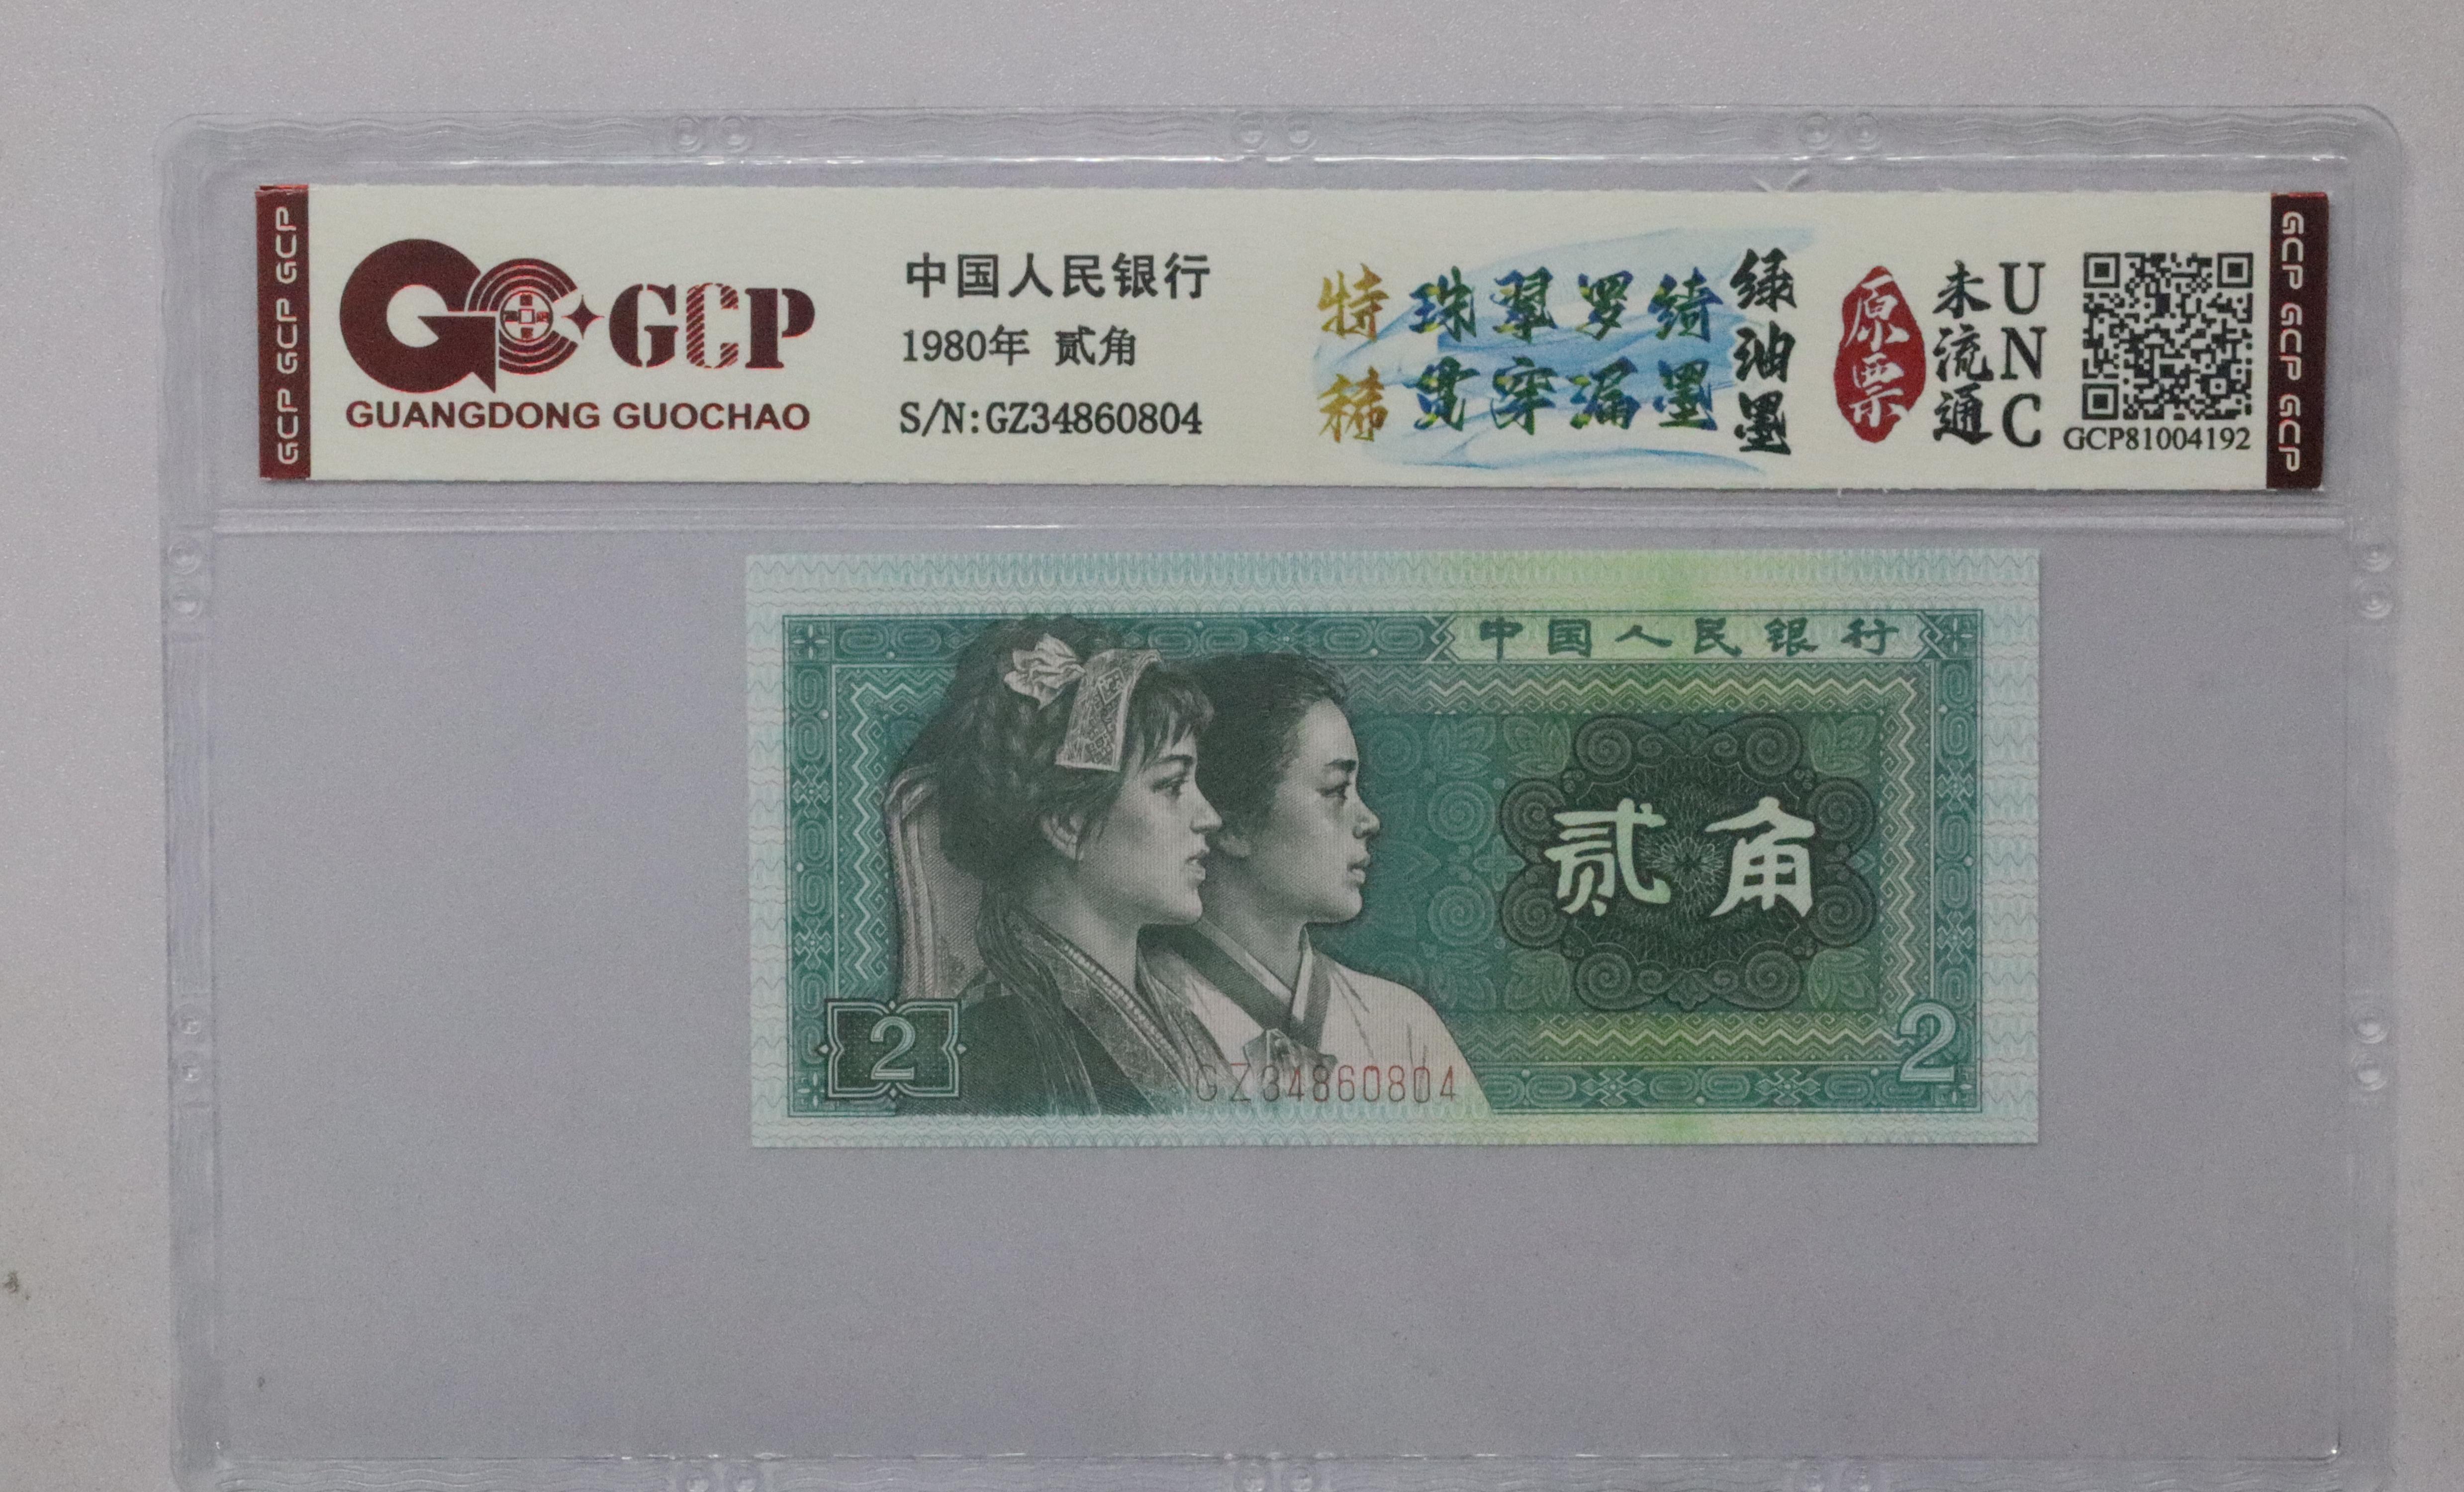 GCP GCP GCP
GCP
GUANGDONG GUOCHAO
中国人民银行
1980年 贰角
S/N:GZ34860804
特稀
珠翠罗绮
贯穿漏墨
绿油墨
原票
未流通
UNC
GCP81004192
GCP GCP GCP
中国人民银行
贰角
2
GZ34860804
2